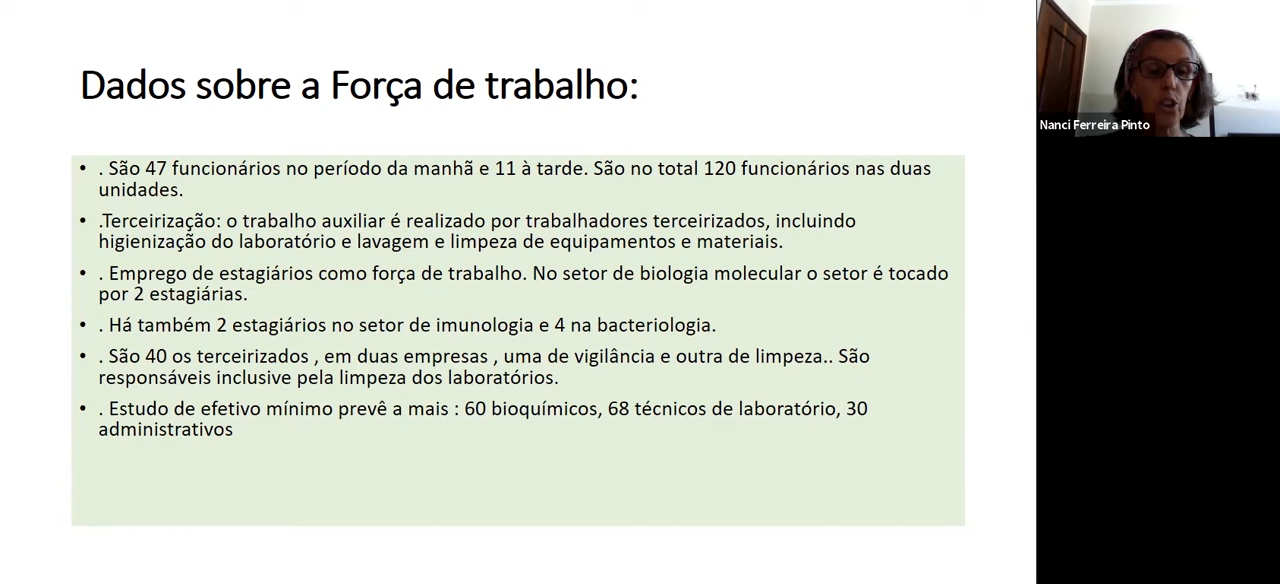 Dados sobre a Força de trabalho:
• . São 47 funcionários no período da manhã e 11 à tarde. São no total 120 funcionários nas duas
unidades.
• .Terceirização: o trabalho auxiliar é realizado por trabalhadores terceirizados, incluindo
higienização do laboratório e lavagem e limpeza de equipamentos e materiais.
• . Emprego de estagiários como força de trabalho. No setor de biologia molecular o setor é tocado
por 2 estagiárias.
• . Há também 2 estagiários no setor de imunologia e 4 na bacteriologia.
• . São 40 os terceirizados , em duas empresas , uma de vigilância e outra de limpeza.. São
responsáveis inclusive pela limpeza dos laboratórios.
• . Estudo de efetivo mínimo prevê a mais : 60 bioquímicos, 68 técnicos de laboratório, 30
administrativos
Nanci Ferreira Pinto